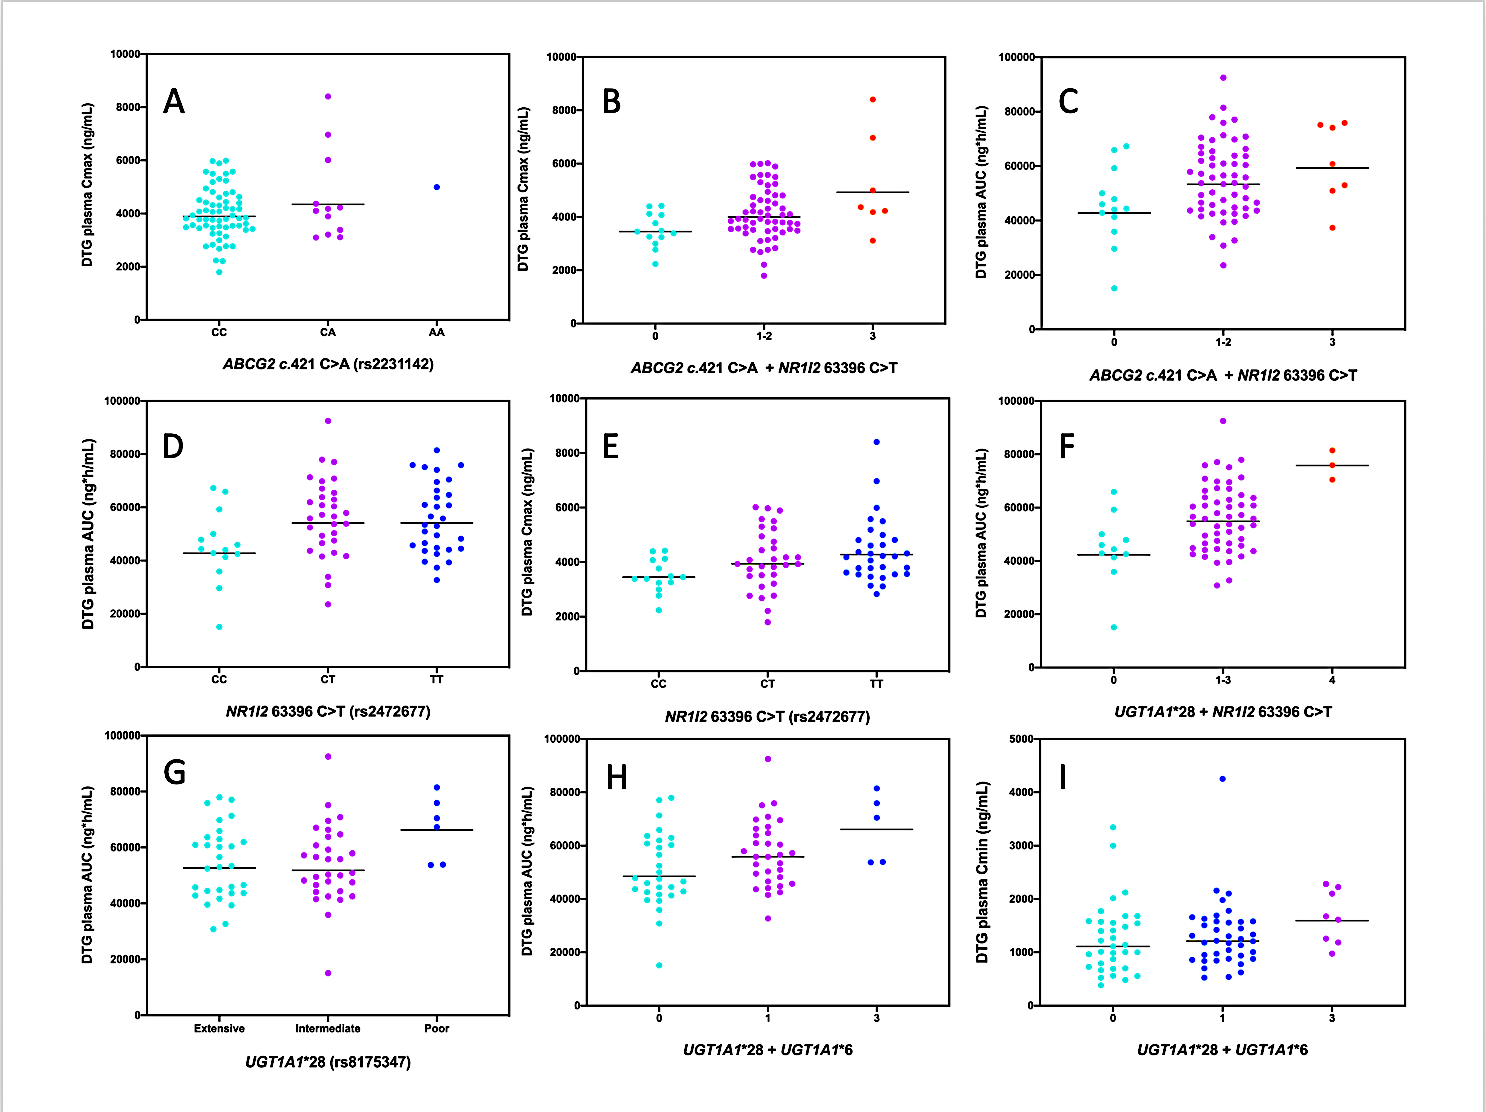 A
DTG plasma Cmax (ng/mL)
10000
8000
6000
4000
2000
0
CC CA AA
ABCG2 c.421 C>A (rs2231142)
B
DTG plasma Cmax (ng/mL)
10000
8000
6000
4000
2000
0
0 1-2 3
ABCG2 c.421 C>A + NR1I2 63396 C>T
C
DTG plasma AUC (ng*h/mL)
100000
80000
60000
40000
20000
0
0 1-2 3
ABCG2 c.421 C>A + NR1I2 63396 C>T
D
DTG plasma AUC (ng*h/mL)
100000
80000
60000
40000
20000
0
CC CT TT
NR1I2 63396 C>T (rs2472677)
E
DTG plasma Cmax (ng/mL)
10000
8000
6000
4000
2000
0
CC CT TT
NR1I2 63396 C>T (rs2472677)
F
DTG plasma AUC (ng*h/mL)
100000
80000
60000
40000
20000
0
0 1-3 4
UGT1A1*28 + NR1I2 63396 C>T
G
DTG plasma AUC (ng*h/mL)
100000
80000
60000
40000
20000
0
Extensive Intermediate Poor
UGT1A1*28 (rs8175347)
H
DTG plasma AUC (ng*h/mL)
100000
80000
60000
40000
20000
0
0 1 3
UGT1A1*28 + UGT1A1*6
I
DTG plasma Cmin (ng/mL)
5000
4000
3000
2000
1000
0
0 1 3
UGT1A1*28 + UGT1A1*6